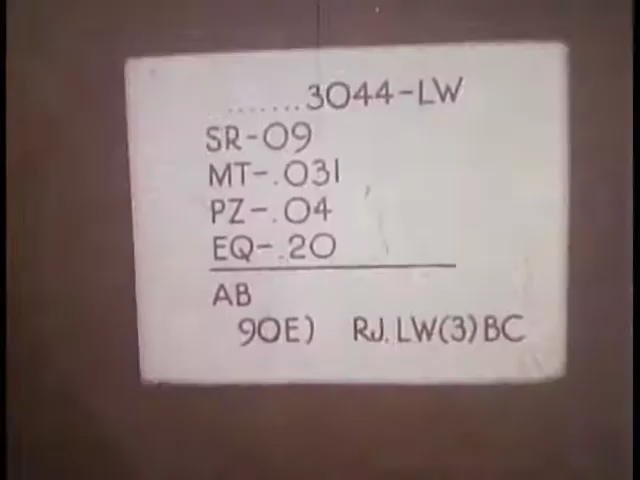 .......3044-LW
SR-09
MT-.031
PZ-.04
EQ-.20
AB
90E) RJ.LW(3)BC